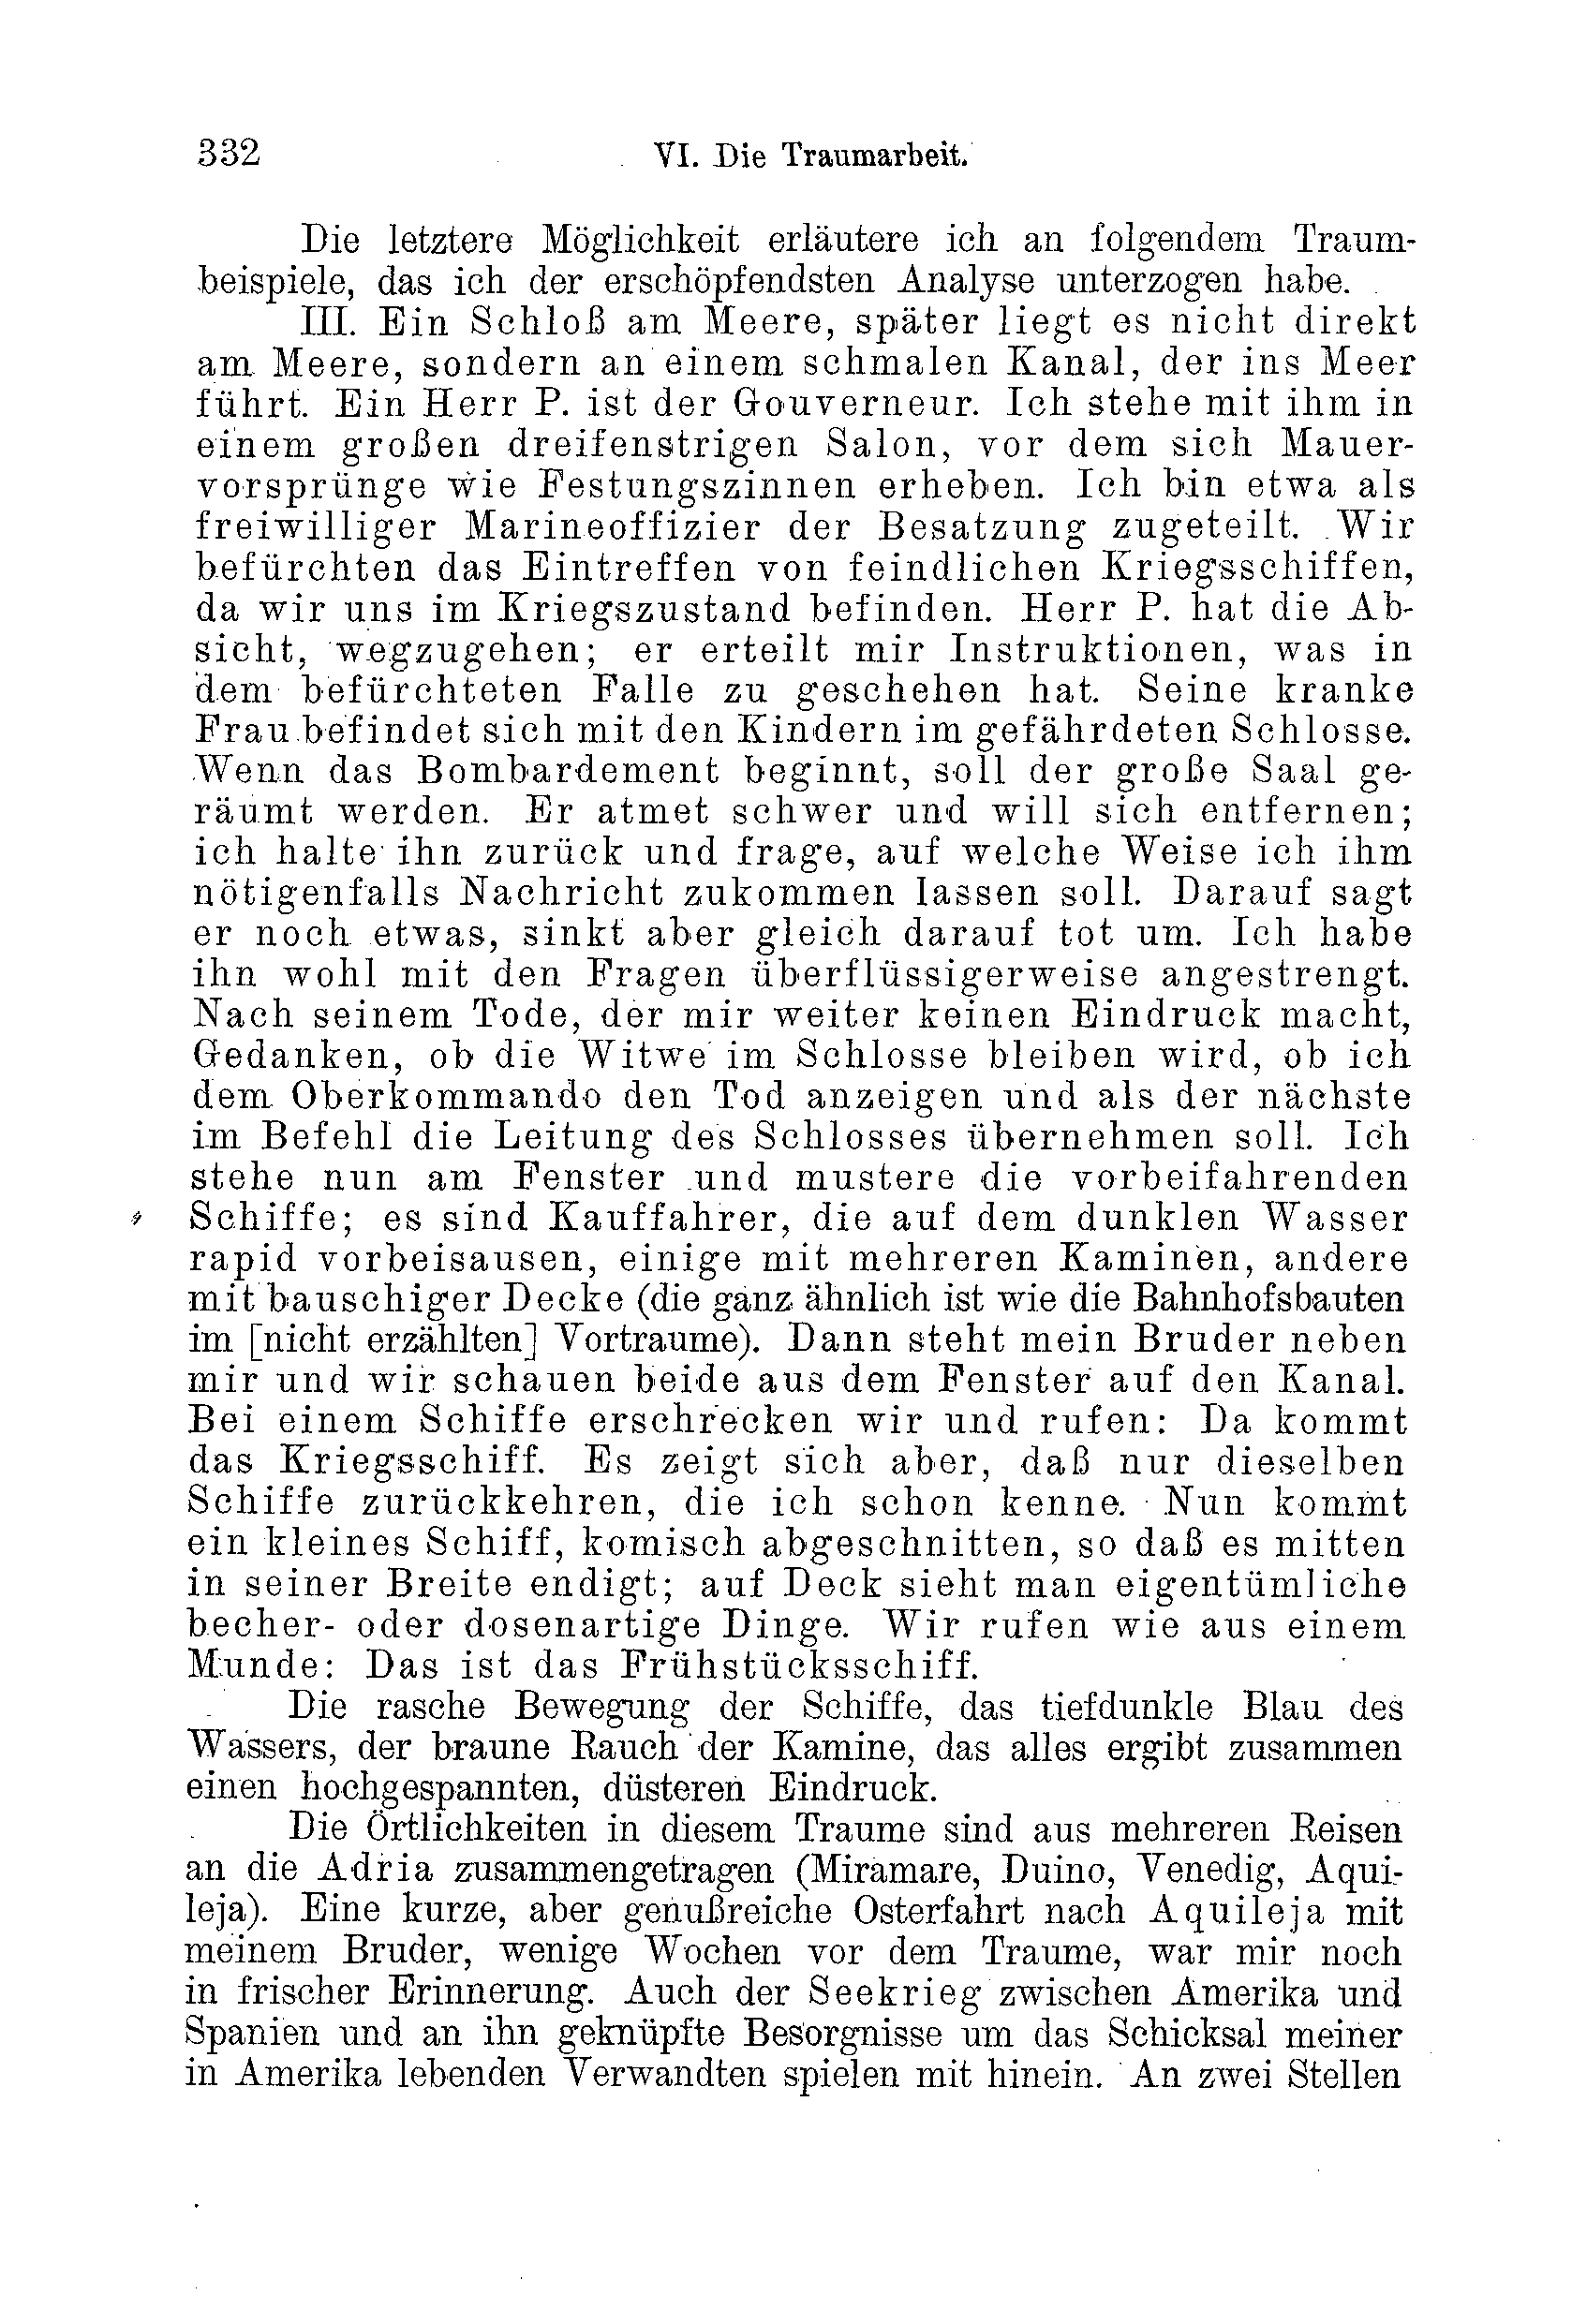 332 VI. Die Traumarbeit.
Die letztere Möglichkeit erläutere ich an folgendem Traum-
beispiele, das ich der erschöpfendsten Analyse unterzogen habe.
III. Ein Schloß am Meere, später liegt es nicht direkt
am Meere, sondern an einem schmalen Kanal, der ins Meer
führt. Ein Herr P. ist der Gouverneur. Ich stehe mit ihm in
einem großen dreifenstrigen Salon, vor dem sich Mauer-
vorsprünge wie Festungszinnen erheben. Ich bin etwa als
freiwilliger Marineoffizier der Besatzung zugeteilt. Wir
befürchten das Eintreffen von feindlichen Kriegsschiffen,
da wir uns im Kriegszustand befinden. Herr P. hat die Ab-
sicht, wegzugehen; er erteilt mir Instruktionen, was in
dem befürchteten Falle zu geschehen hat. Seine kranke
Frau befindet sich mit den Kindern im gefährdeten Schlosse.
Wenn das Bombardement beginnt, soll der große Saal ge-
räumt werden. Er atmet schwer und will sich entfernen;
ich halte ihn zurück und frage, auf welche Weise ich ihm
nötigenfalls Nachricht zukommen lassen soll. Darauf sagt
er noch etwas, sinkt aber gleich darauf tot um. Ich habe
ihn wohl mit den Fragen überflüssigerweise angestrengt.
Nach seinem Tode, der mir weiter keinen Eindruck macht,
Gedanken, ob die Witwe im Schlosse bleiben wird, ob ich
dem Oberkommando den Tod anzeigen und als der nächste
im Befehl die Leitung des Schlosses übernehmen soll. Ich
stehe nun am Fenster und mustere die vorbeifahrenden
Schiffe; es sind Kauffahrer, die auf dem dunklen Wasser
rapid vorbeisausen, einige mit mehreren Kaminen, andere
mit bauschiger Decke (die ganz ähnlich ist wie die Bahnhofsbauten
im [nicht erzählten] Vortraume). Dann steht mein Bruder neben
mir und wir schauen beide aus dem Fenster auf den Kanal.
Bei einem Schiffe erschrecken wir und rufen: Da kommt
das Kriegsschiff. Es zeigt sich aber, daß nur dieselben
Schiffe zurückkehren, die ich schon kenne. Nun kommt
ein kleines Schiff, komisch abgeschnitten, so daß es mitten
in seiner Breite endigt; auf Deck sieht man eigentümliche
becher- oder dosenartige Dinge. Wir rufen wie aus einem
Munde: Das ist das Frühstücksschiff.
Die rasche Bewegung der Schiffe, das tiefdunkle Blau des
Wassers, der braune Rauch der Kamine, das alles ergibt zusammen
einen hochgespannten, düsteren Eindruck.
Die Örtlichkeiten in diesem Traume sind aus mehreren Reisen
an die Adria zusammengetragen (Miramare, Duino, Venedig, Aqui-
leja). Eine kurze, aber genußreiche Osterfahrt nach Aquileja mit
meinem Bruder, wenige Wochen vor dem Traume, war mir noch
in frischer Erinnerung. Auch der Seekrieg zwischen Amerika und
Spanien und an ihn geknüpfte Besorgnisse um das Schicksal meiner
in Amerika lebenden Verwandten spielen mit hinein. An zwei Stellen